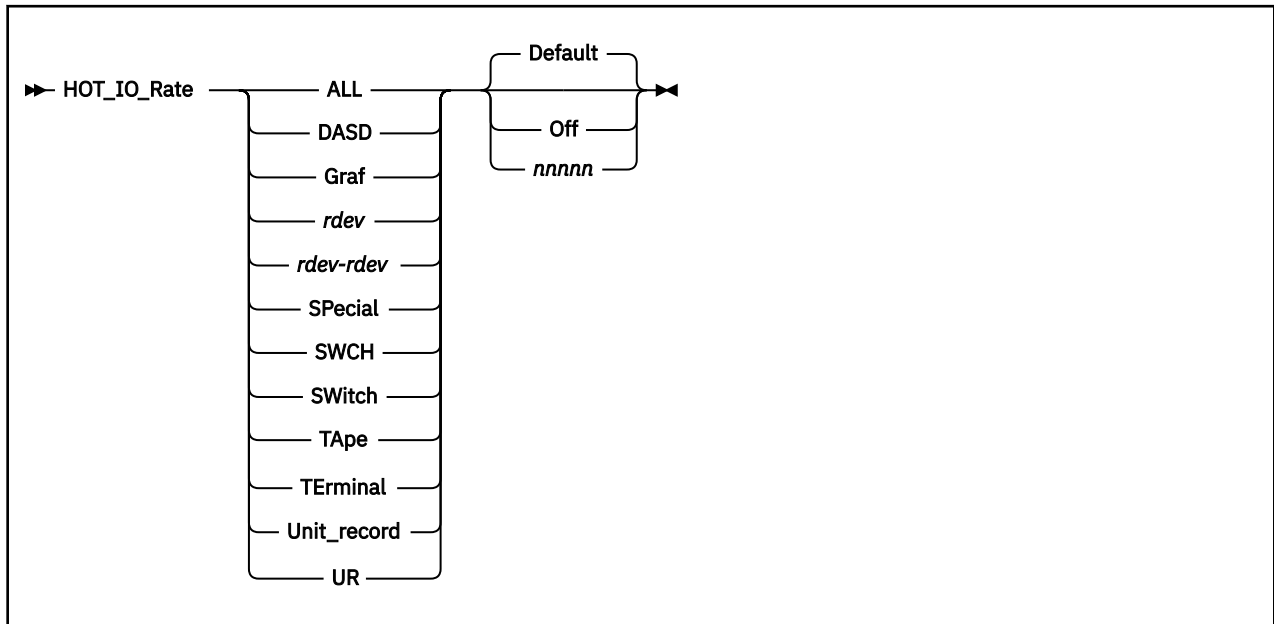 Default
HOT_IO_Rate ALL
Off
DASD
nnnnn
Graf
rdev
rdev-rdev
SPecial
SWCH
SWitch
TApe
TErminal
Unit_record
UR